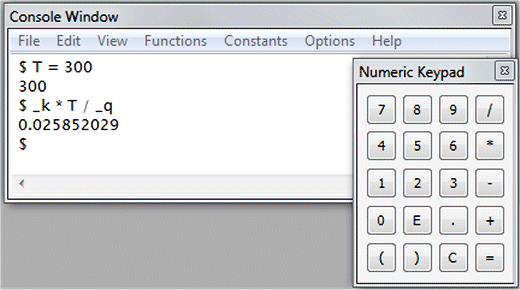 Console Window
File Edit View Functions Constants Options Help
$ T = 300
300
$ _k * T / _q
0.025852029
$
Numeric Keypad
7 8 9 /
4 5 6 *
1 2 3 -
0 E . +
( ) C =